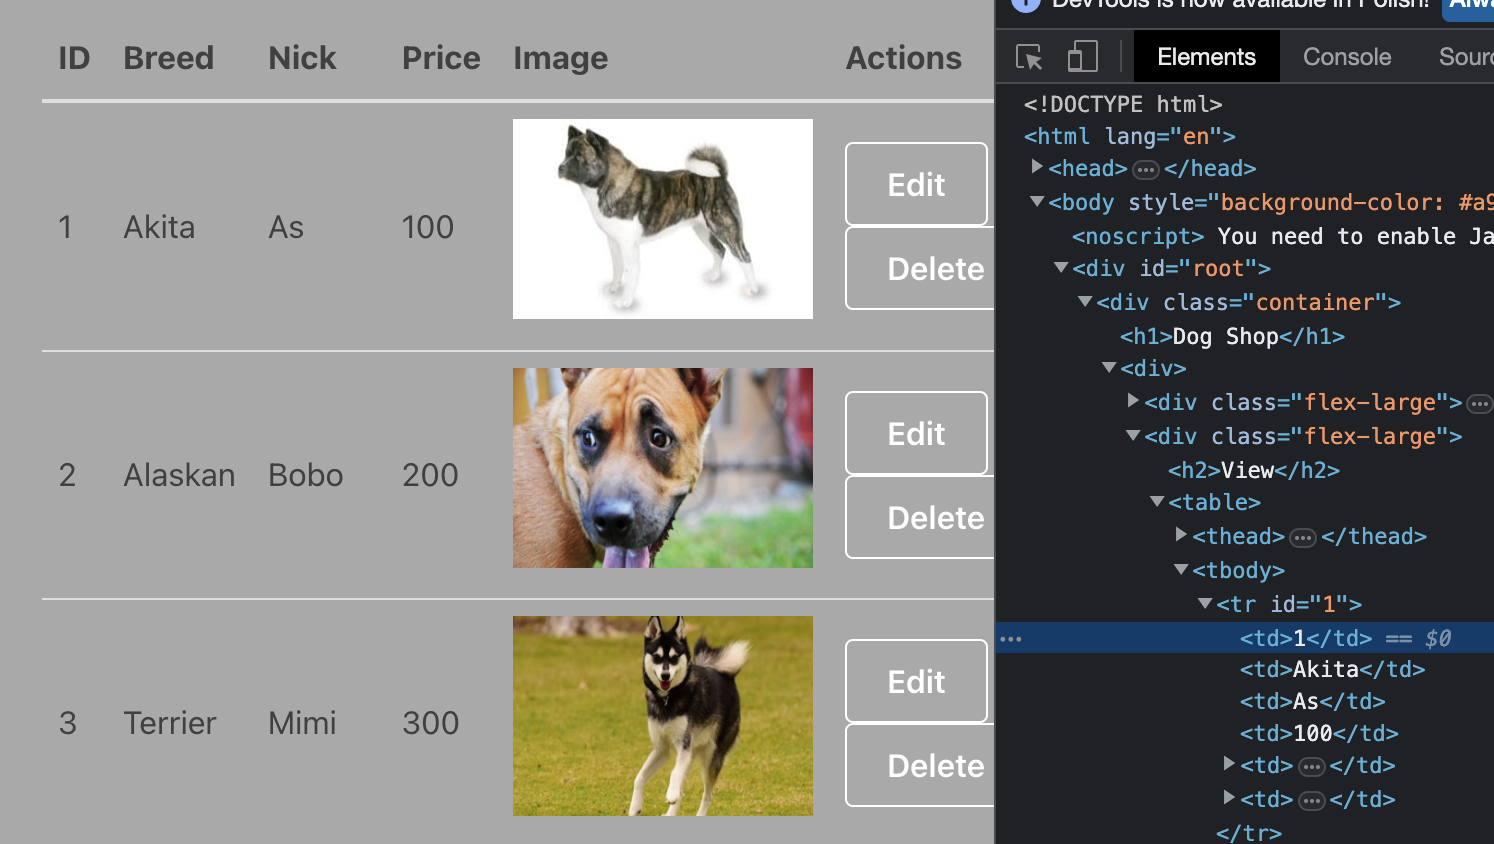 ID Breed Nick Price Image Actions
1 Akita As 100 Edit
Delete
2 Alaskan Bobo 200 Edit
Delete
3 Terrier Mimi 300 Edit
Delete
DevTools is now available in Polish!
Elements Console
<!DOCTYPE html>
<html lang="en">
<head> ••• </head>
<body style="background-color: #a9
<noscript> You need to enable Ja
<div id="root">
<div class="container">
<h1>Dog Shop</h1>
<div>
<div class="flex-large"> •••
<div class="flex-large">
<h2>View</h2>
<table>
<thead> ••• </thead>
<tbody>
<tr id="1">
••• <td>1</td> == $0
<td>Akita</td>
<td>As</td>
<td>100</td>
<td> ••• </td>
<td> ••• </td>
</tr>